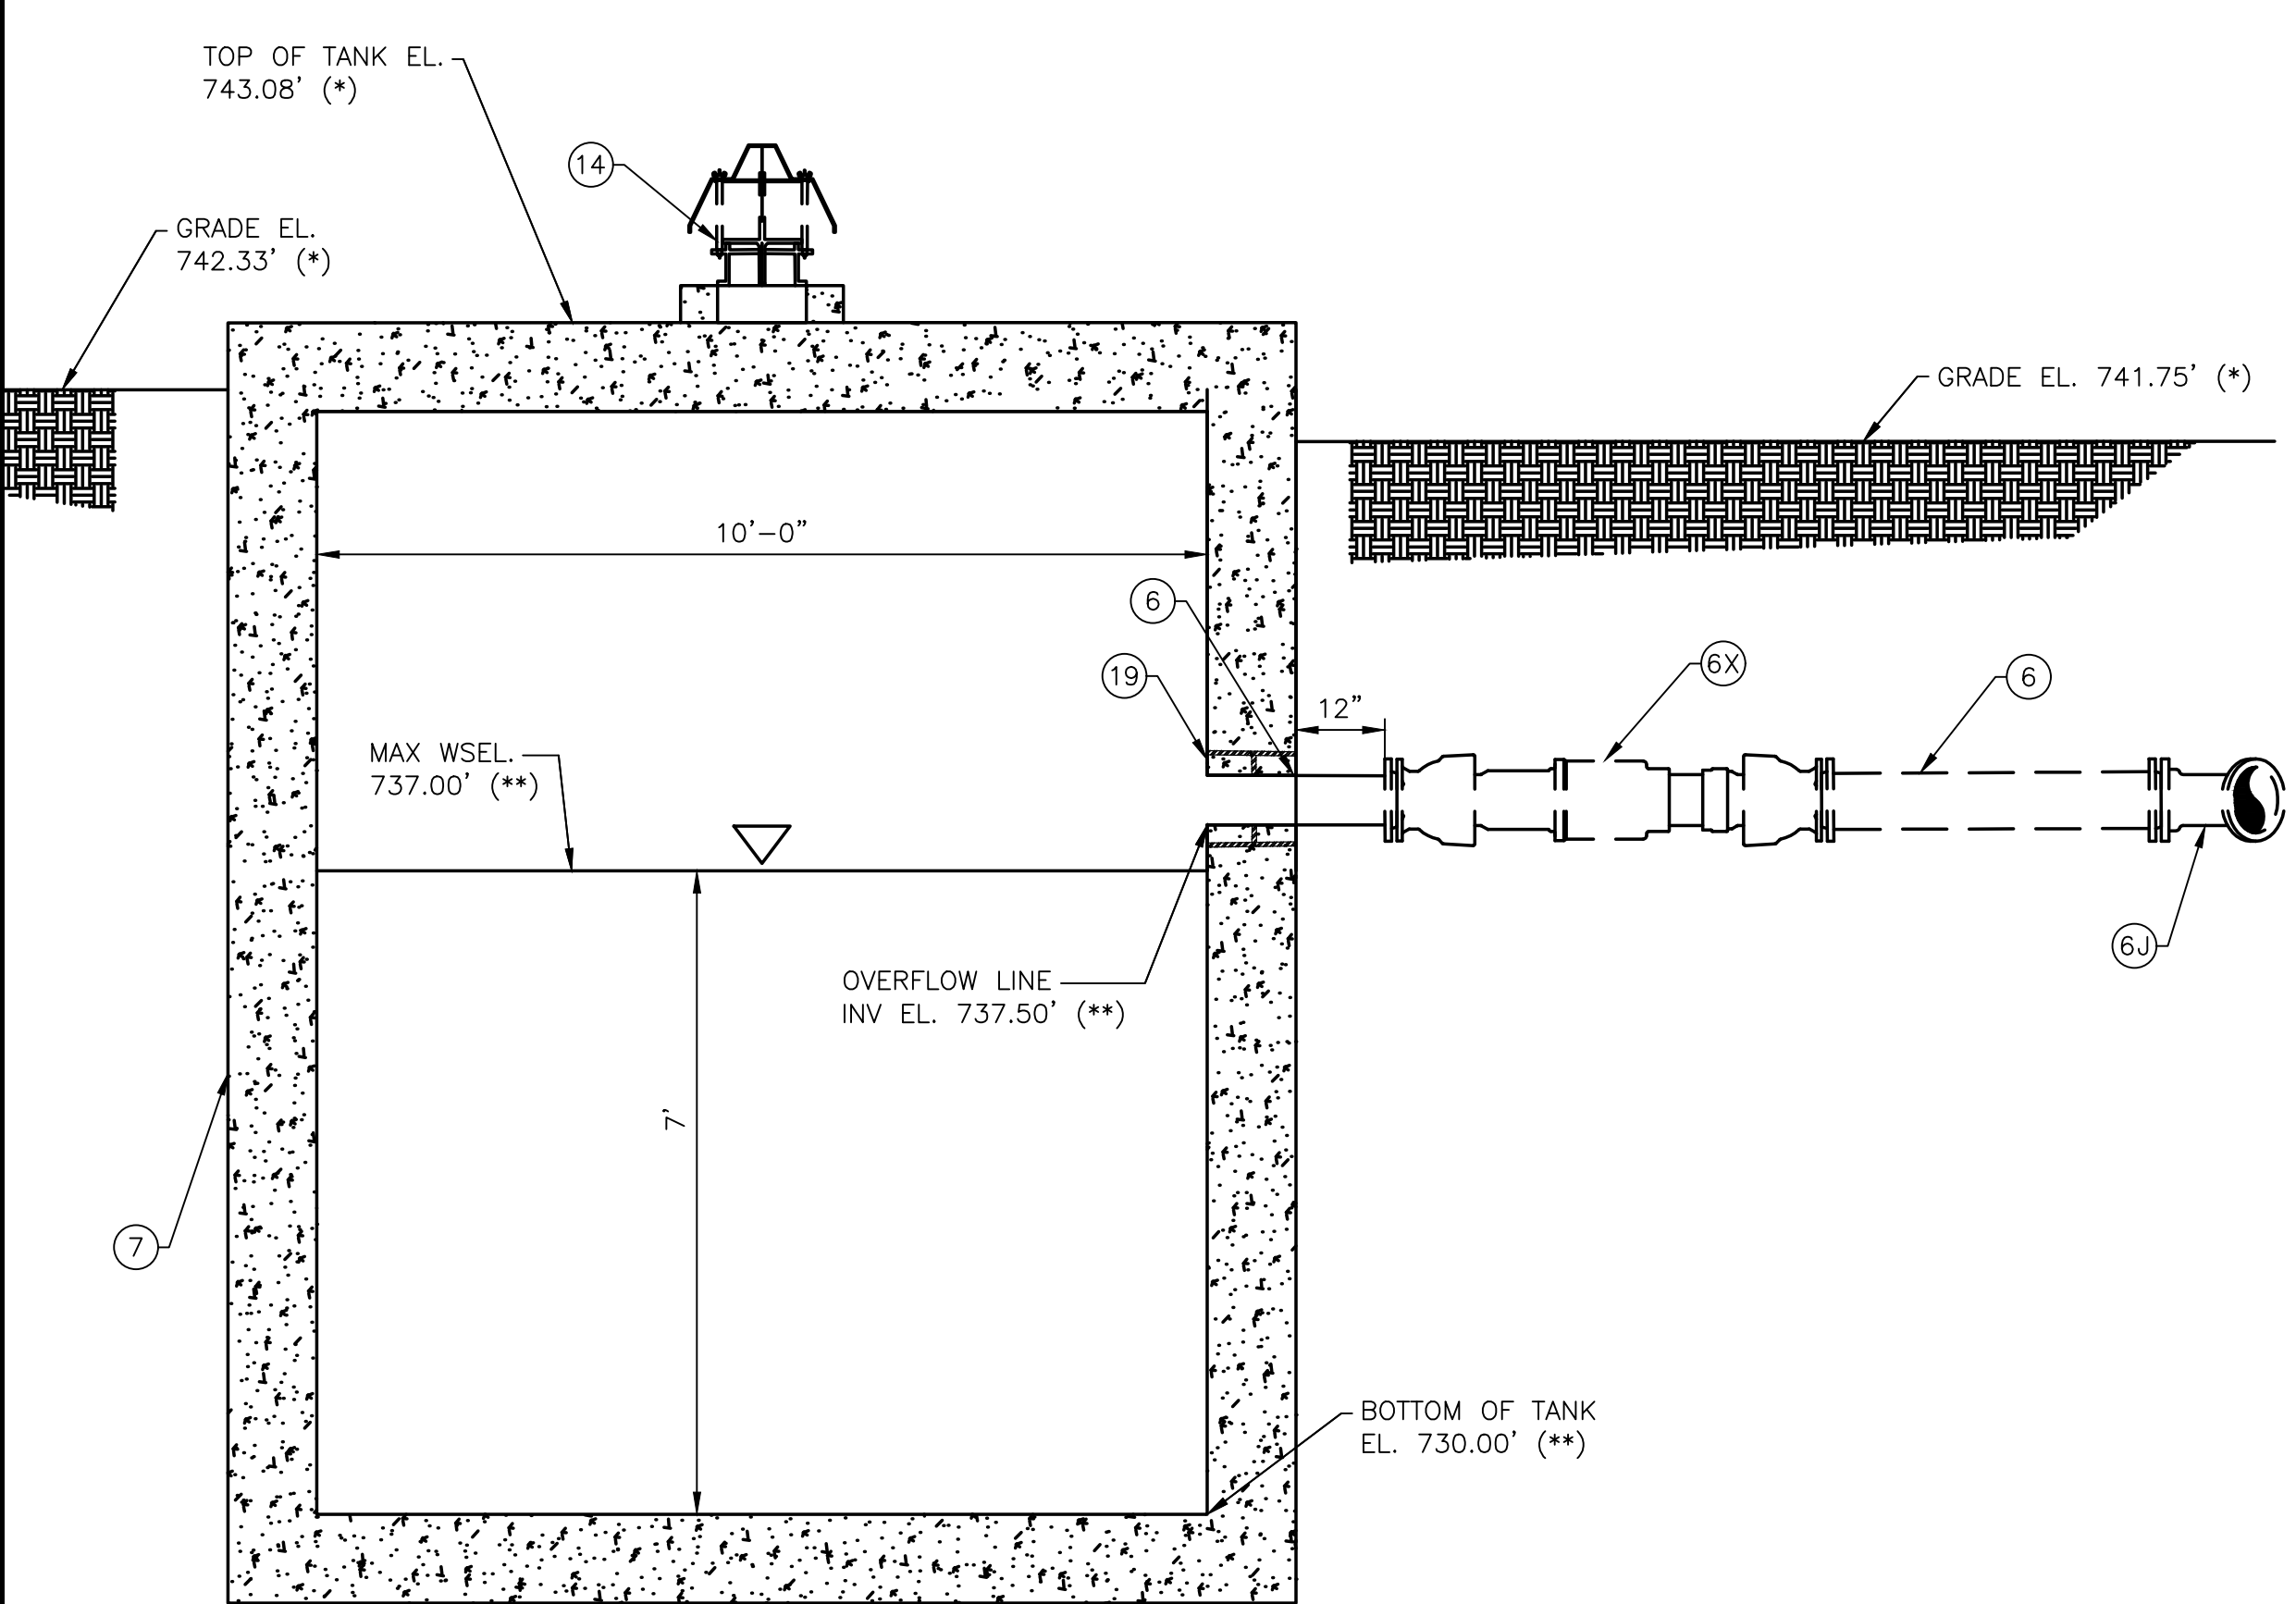 TOP OF TANK EL.
743.08' (*)
14
GRADE EL.
742.33' (*)
GRADE EL. 741.75' (*)
10'-0"
6
19
12"
6X
6
MAX WSEL.
737.00' (**)
6J
OVERFLOW LINE
INV EL. 737.50' (**)
7'
7
BOTTOM OF TANK
EL. 730.00' (**)